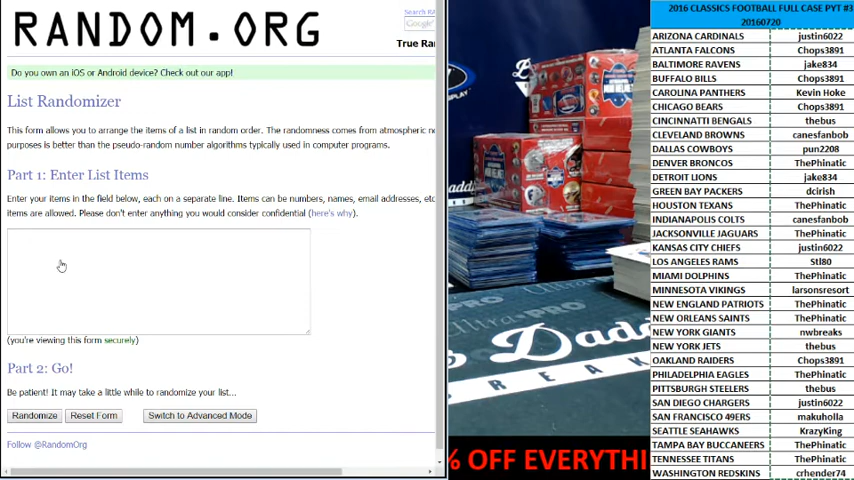 RANDOM.ORG
Search RA
Google
True Ran
Do you own an iOS or Android device? Check out our app!
List Randomizer
This form allows you to arrange the items of a list in random order. The randomness comes from atmospheric no
purposes is better than the pseudo-random number algorithms typically used in computer programs.
Part 1: Enter List Items
Enter your items in the field below, each on a separate line. Items can be numbers, names, email addresses, etc.
items are allowed. Please don't enter anything you would consider confidential (here's why).
(you're viewing this form securely)
Part 2: Go!
Be patient! It may take a little while to randomize your list...
Randomize Reset Form Switch to Advanced Mode
Follow @RandomOrg
Daddy
BREAK
% OFF EVERYTHI
2016 CLASSICS FOOTBALL FULL CASE PYT #3
20160720
ARIZONA CARDINALS justin6022
ATLANTA FALCONS Chops3891
BALTIMORE RAVENS jake834
BUFFALO BILLS Chops3891
CAROLINA PANTHERS Kevin Hoke
CHICAGO BEARS Chops3891
CINCINNATI BENGALS thebus
CLEVELAND BROWNS canesfanbob
DALLAS COWBOYS pun2208
DENVER BRONCOS ThePhinatic
DETROIT LIONS jake834
GREEN BAY PACKERS dcirish
HOUSTON TEXANS ThePhinatic
INDIANAPOLIS COLTS canesfanbob
JACKSONVILLE JAGUARS ThePhinatic
KANSAS CITY CHIEFS justin6022
LOS ANGELES RAMS Stl80
MIAMI DOLPHINS ThePhinatic
MINNESOTA VIKINGS larsonsresort
NEW ENGLAND PATRIOTS ThePhinatic
NEW ORLEANS SAINTS ThePhinatic
NEW YORK GIANTS nwbreaks
NEW YORK JETS thebus
OAKLAND RAIDERS Chops3891
PHILADELPHIA EAGLES ThePhinatic
PITTSBURGH STEELERS thebus
SAN DIEGO CHARGERS justin6022
SAN FRANCISCO 49ERS makuholla
SEATTLE SEAHAWKS KrazyKing
TAMPA BAY BUCCANEERS ThePhinatic
TENNESSEE TITANS ThePhinatic
WASHINGTON REDSKINS crhender74